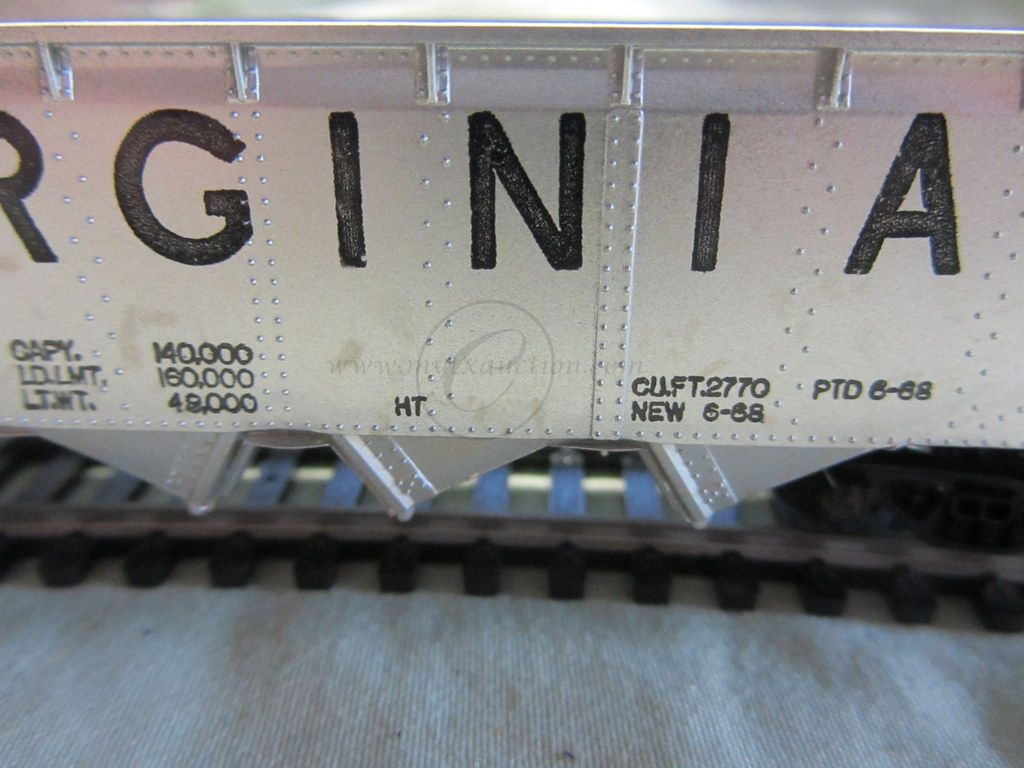 RGINIA
CAPY. 140,000
LD.LMT. 160,000
LT.WT. 49,000
HT
CU.FT.2770 PTD 6-68
NEW 6-68
www.onyxauction.com